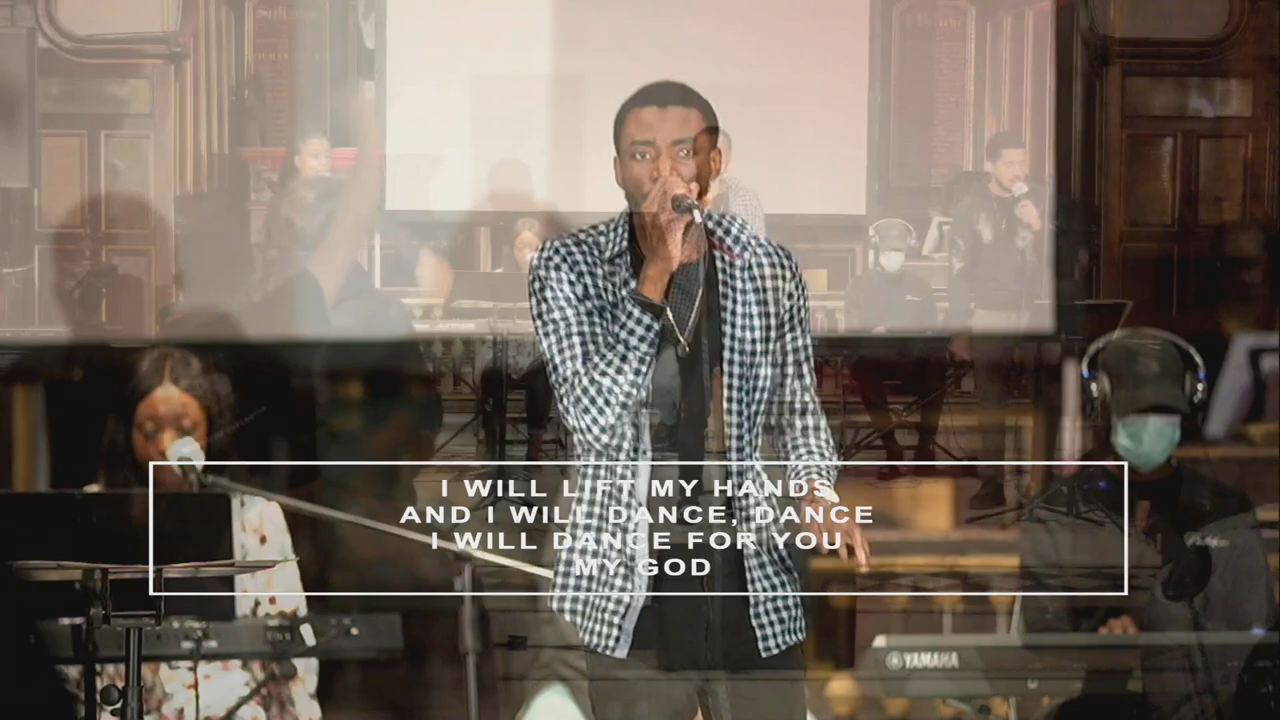 I WILL LIFT MY HANDS
AND I WILL DANCE, DANCE
I WILL DANCE FOR YOU
MY GOD
YAMAHA